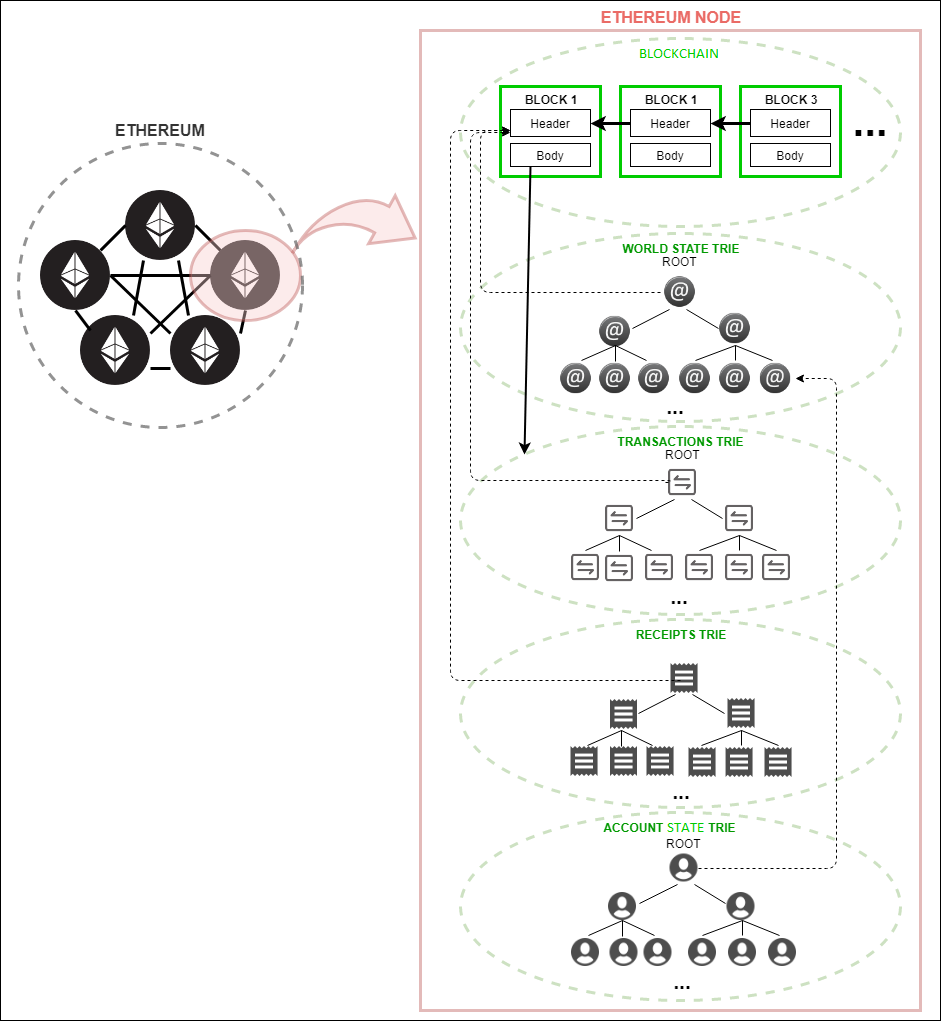 ETHEREUM NODE
BLOCKCHAIN
BLOCK 1 BLOCK 1 BLOCK 3
Header Header Header
...
Body Body Body
ETHEREUM
WORLD STATE TRIE
ROOT
@
@ @
@ @ @ @ @ @
...
TRANSACTIONS TRIE
ROOT
...
RECEIPTS TRIE
...
ACCOUNT STATE TRIE
ROOT
...